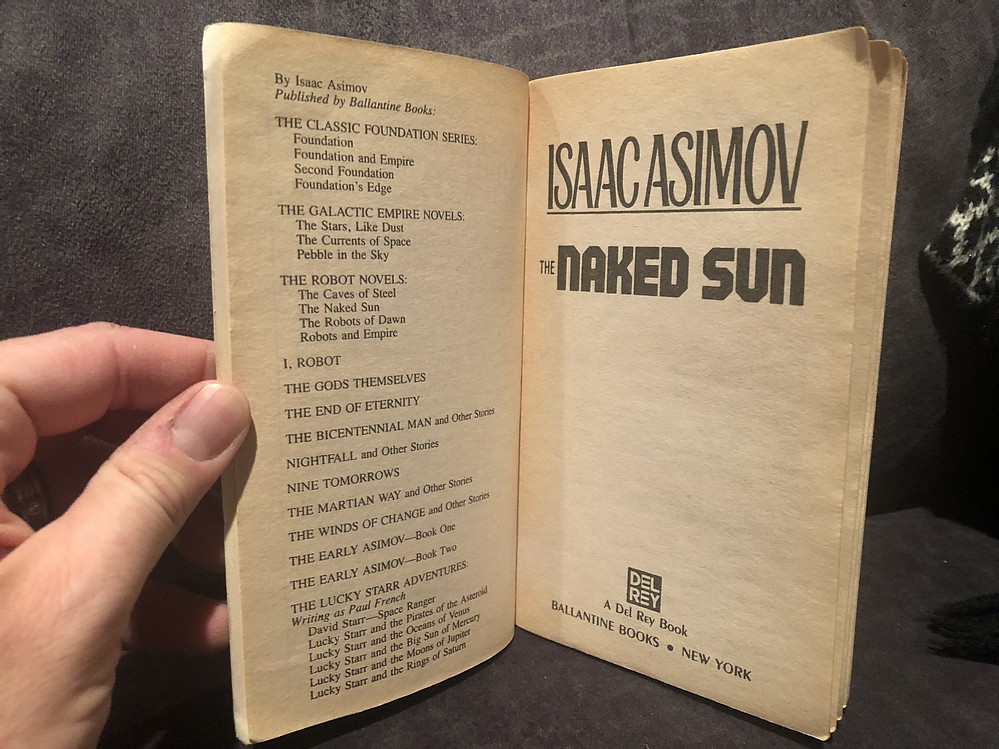 By Isaac Asimov
Published by Ballantine Books:
THE CLASSIC FOUNDATION SERIES:
Foundation
Foundation and Empire
Second Foundation
Foundation's Edge
THE GALACTIC EMPIRE NOVELS:
The Stars, Like Dust
The Currents of Space
Pebble in the Sky
THE ROBOT NOVELS:
The Caves of Steel
The Naked Sun
The Robots of Dawn
Robots and Empire
I, ROBOT
THE GODS THEMSELVES
THE END OF ETERNITY
THE BICENTENNIAL MAN and Other Stories
NIGHTFALL and Other Stories
NINE TOMORROWS
THE MARTIAN WAY and Other Stories
THE WINDS OF CHANGE and Other Stories
THE EARLY ASIMOV—Book One
THE EARLY ASIMOV—Book Two
THE LUCKY STARR ADVENTURES:
Writing as Paul French
David Starr—Space Ranger
Lucky Starr and the Pirates of the Asteroid
Lucky Starr and the Oceans of Venus
Lucky Starr and the Big Sun of Mercury
Lucky Starr and the Moons of Jupiter
Lucky Starr and the Rings of Saturn
ISAAC ASIMOV
THE NAKED SUN
DEL
REY
A Del Rey Book
BALLANTINE BOOKS • NEW YORK